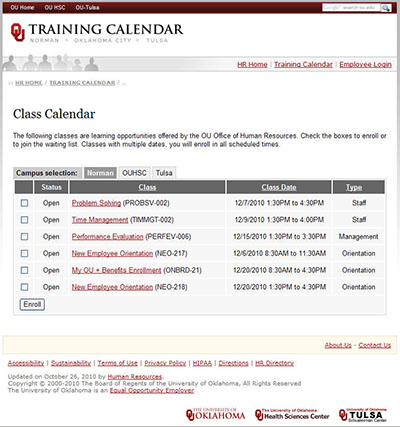 OU Home OU HSC OU-Tulsa Google search ou.edu
TRAINING CALENDAR
NORMAN • OKLAHOMA CITY • TULSA
HR Home | Training Calendar | Employee Login
:: HR HOME / TRAINING CALENDAR / ...
Class Calendar
The following classes are learning opportunities offered by the OU Office of Human Resources. Check the boxes to enroll or
to join the waiting list. Classes with multiple dates, you will enroll in all scheduled times.
Campus selection: Norman OUHSC Tulsa
Status Class Class Date Type
Open Problem Solving (PROBSV-002) 12/7/2010 1:30PM to 4:30PM Staff
Open Time Management (TIMMGT-002) 12/9/2010 1:30PM to 4:00PM Staff
Open Performance Evaluation (PERFEV-006) 12/15/2010 1:30PM to 3:30PM Management
Open New Employee Orientation (NEO-217) 12/6/2010 8:30AM to 11:30AM Orientation
Open My OU + Benefits Enrollment (ONBRD-21) 12/20/2010 8:30AM to 4:30PM Orientation
Open New Employee Orientation (NEO-218) 12/20/2010 1:30PM to 4:30PM Orientation
Enroll
About Us - Contact Us
Accessibility | Sustainability | Terms of Use | Privacy Policy | HIPAA | Directions | HR Directory
Updated on October 26, 2010 by Human Resources.
Copyright © 2000-2010 The Board of Regents of the University of Oklahoma, All Rights Reserved
The University of Oklahoma is an Equal Opportunity Employer
THE UNIVERSITY OF OKLAHOMA
The University of Oklahoma Health Sciences Center
University of Oklahoma TULSA Schusterman Center